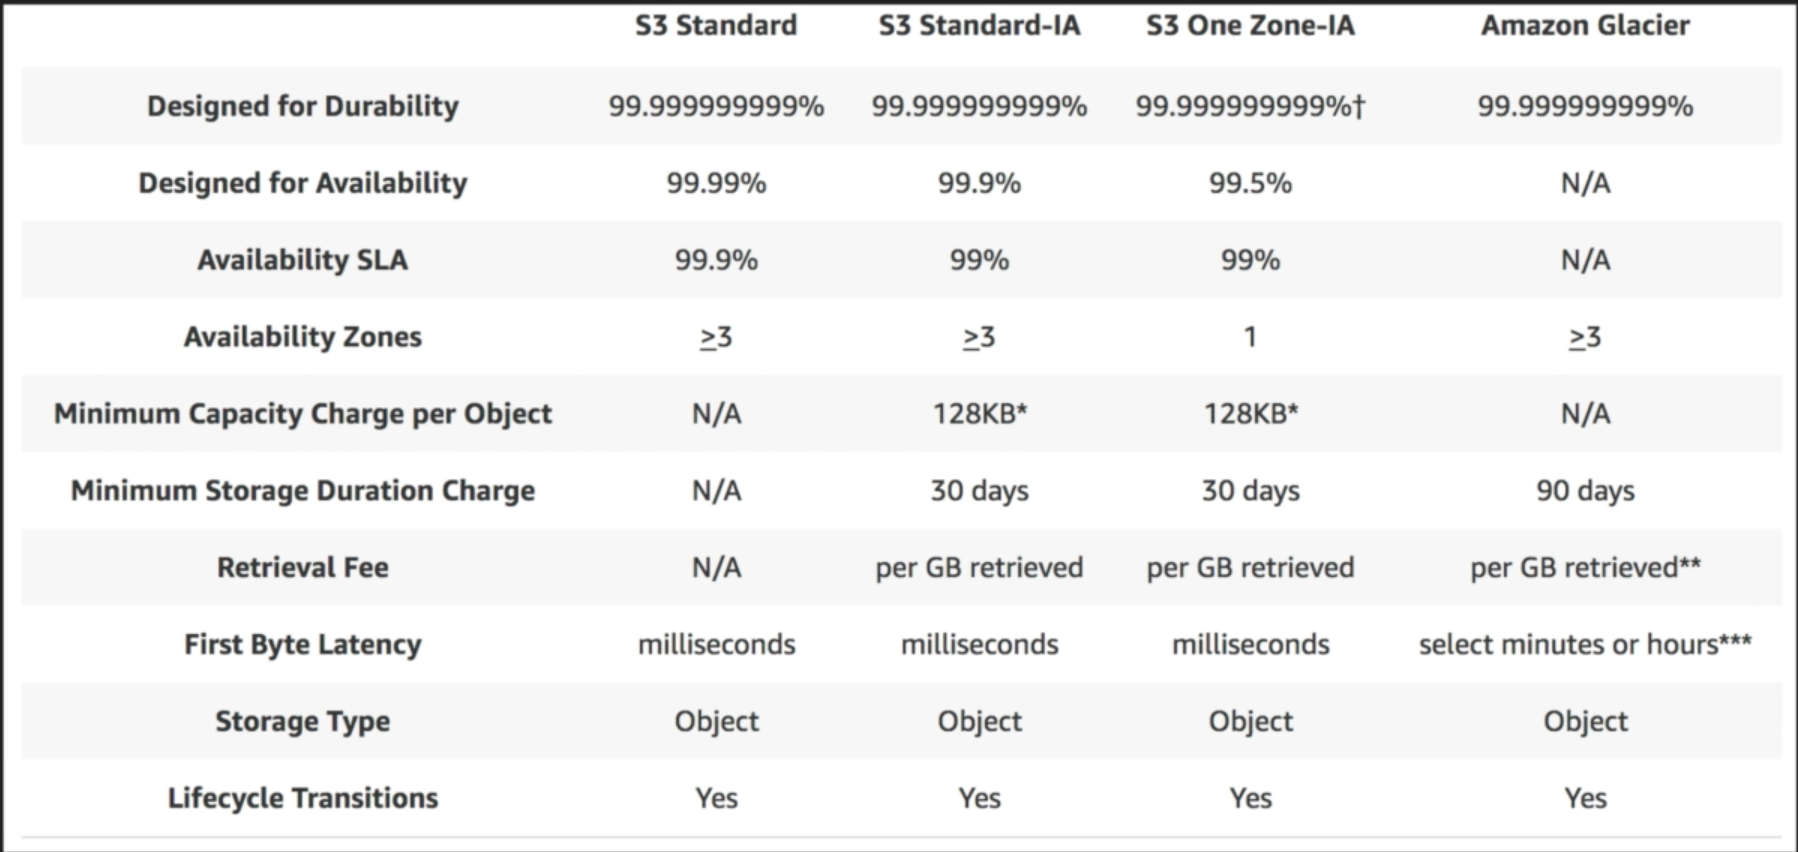 S3 Standard S3 Standard-IA S3 One Zone-IA Amazon Glacier
Designed for Durability 99.999999999% 99.999999999% 99.999999999%† 99.999999999%
Designed for Availability 99.99% 99.9% 99.5% N/A
Availability SLA 99.9% 99% 99% N/A
Availability Zones ≥3 ≥3 1 ≥3
Minimum Capacity Charge per Object N/A 128KB* 128KB* N/A
Minimum Storage Duration Charge N/A 30 days 30 days 90 days
Retrieval Fee N/A per GB retrieved per GB retrieved per GB retrieved**
First Byte Latency milliseconds milliseconds milliseconds select minutes or hours***
Storage Type Object Object Object Object
Lifecycle Transitions Yes Yes Yes Yes